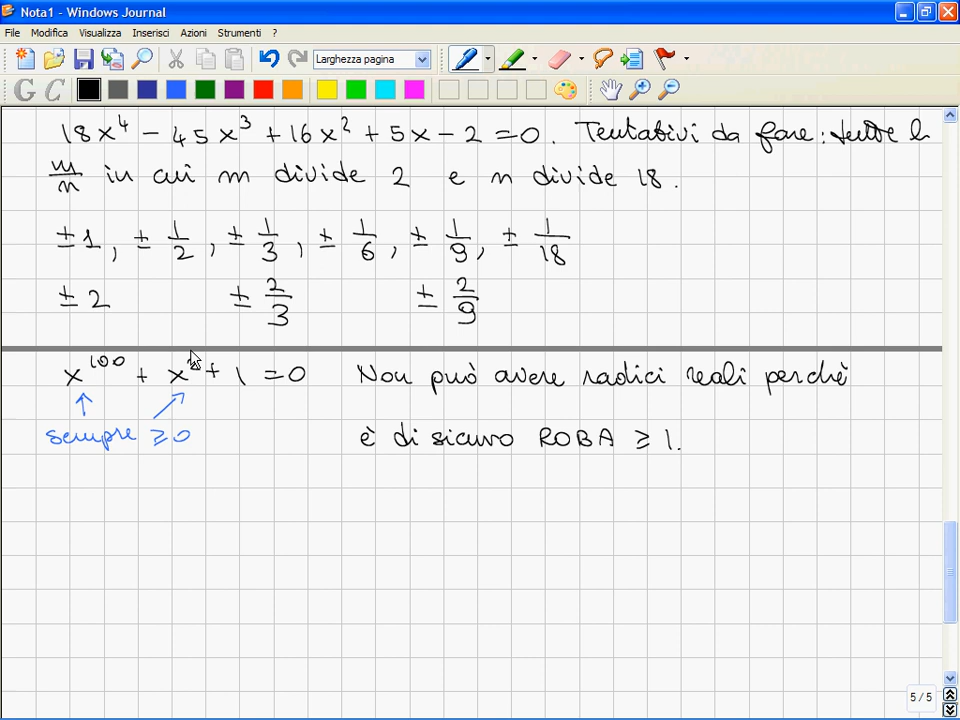 Nota1 - Windows Journal
File Modifica Visualizza Inserisci Azioni Strumenti ?
Larghezza pagina
18x⁴ - 45x³ + 16x² + 5x - 2 = 0. Tentativi da fare: tutte le
m/n in cui m divide 2 e n divide 18.
±1, ± 1/2, ± 1/3, ± 1/6, ± 1/9, ± 1/18
±2 ± 2/3 ± 2/9
x¹⁰⁰ + x + 1 = 0 Non può avere radici reali perchè
sempre ≥0 è di sicuro ROBA ≥ 1.
5 / 5